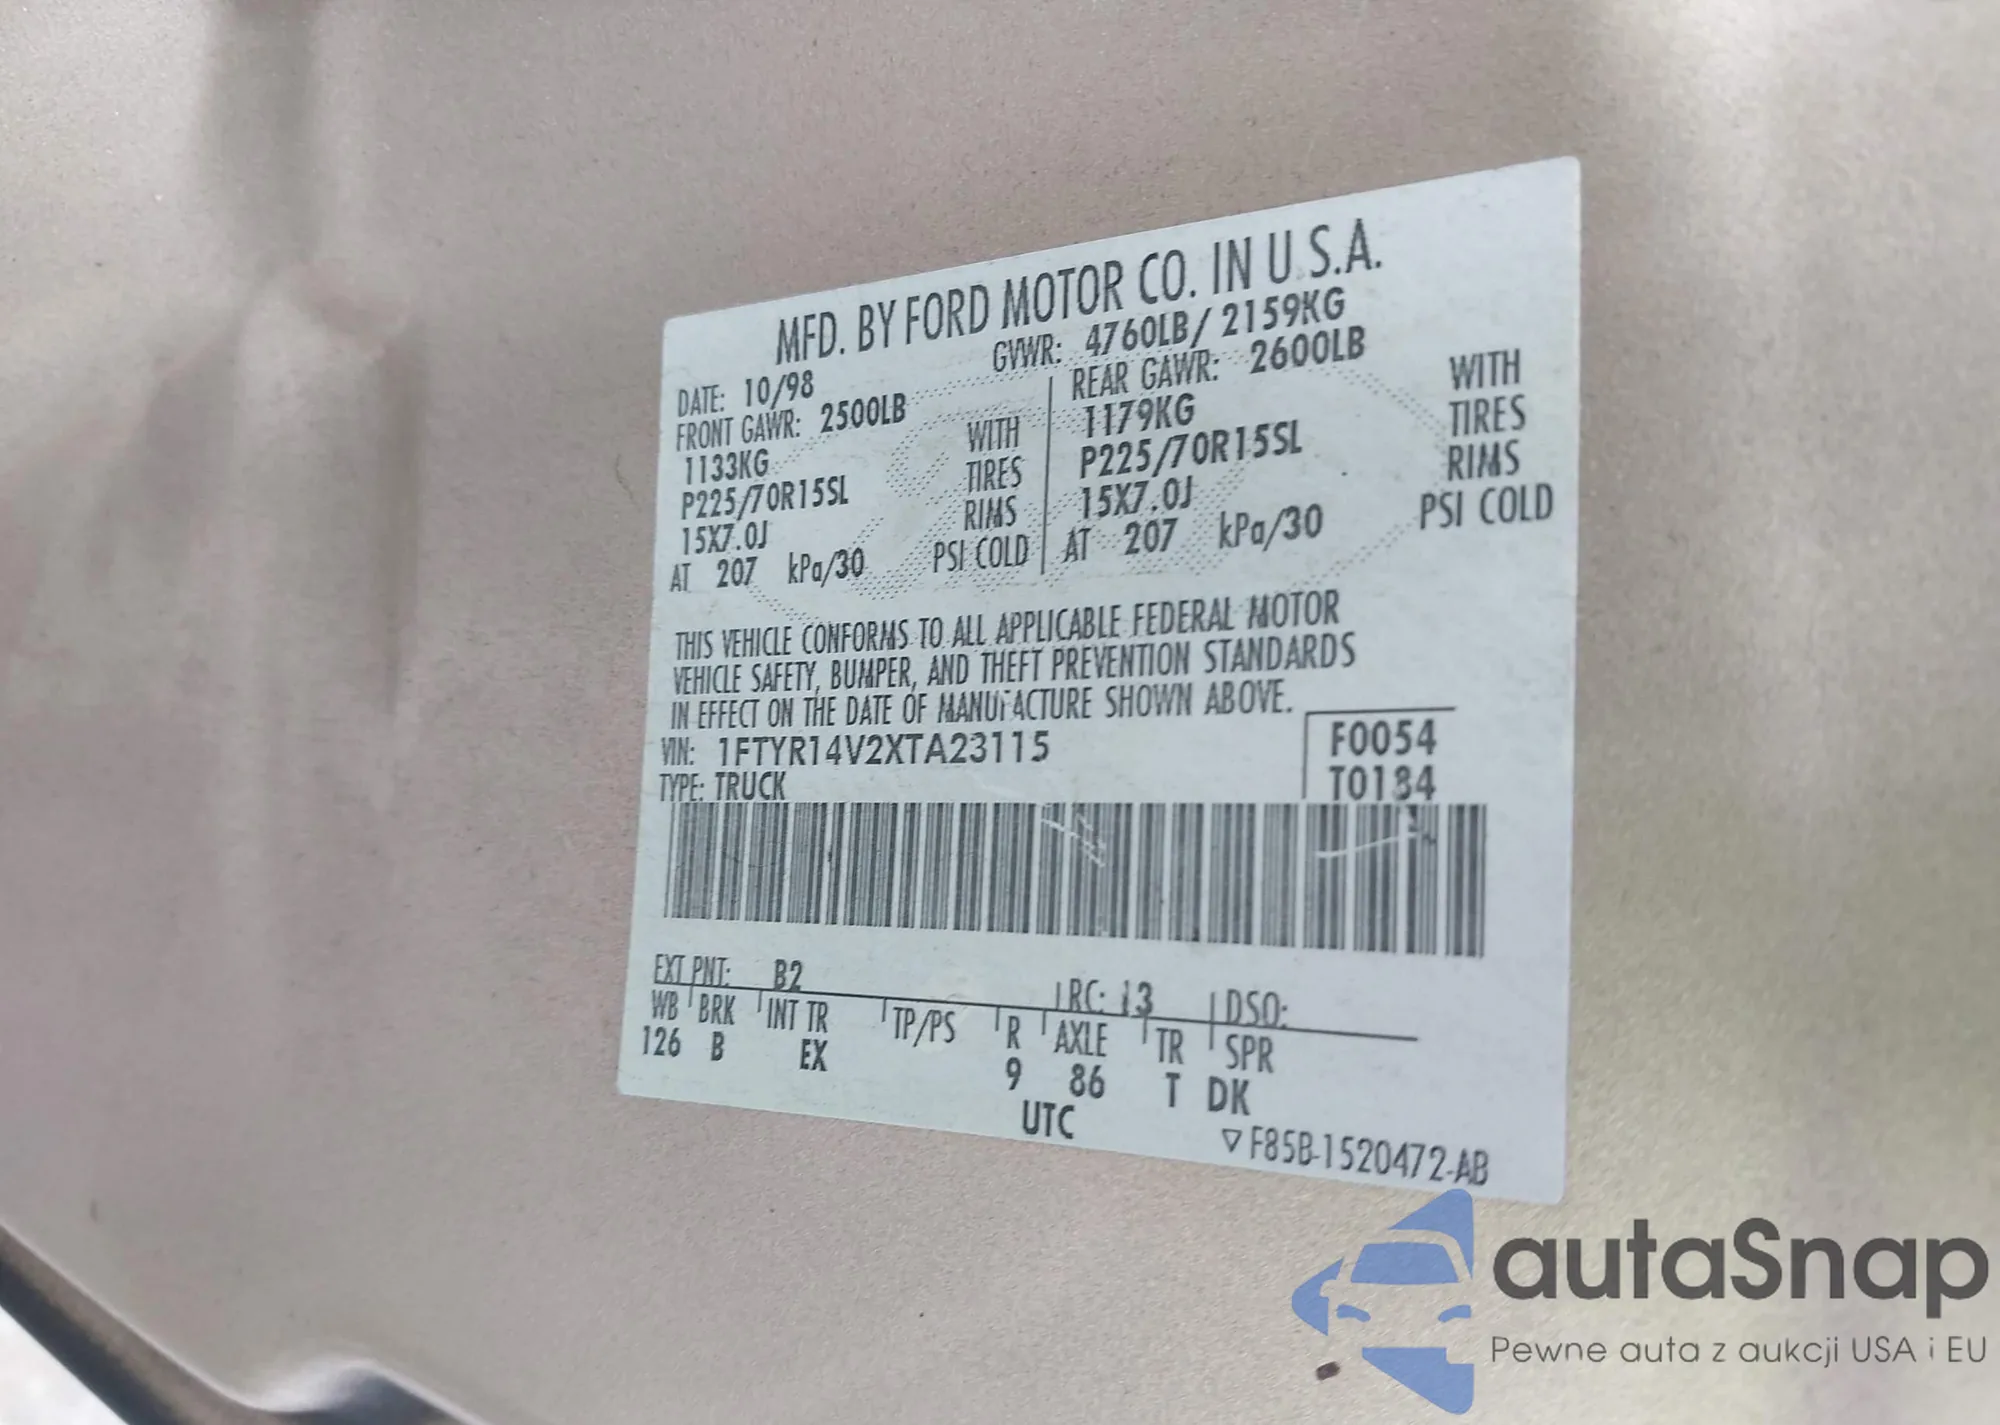 MFD. BY FORD MOTOR CO. IN U.S.A.
DATE: 10/98 GVWR: 4760LB/ 2159KG
FRONT GAWR: 2500LB REAR GAWR: 2600LB
1133KG WITH 1179KG WITH
P225/70R15SL TIRES P225/70R15SL TIRES
15X7.0J RIMS 15X7.0J RIMS
AT 207 kPa/30 PSI COLD AT 207 kPa/30 PSI COLD
THIS VEHICLE CONFORMS TO ALL APPLICABLE FEDERAL MOTOR
VEHICLE SAFETY, BUMPER, AND THEFT PREVENTION STANDARDS
IN EFFECT ON THE DATE OF MANUFACTURE SHOWN ABOVE.
VIN: 1FTYR14V2XTA23115 F0054
TYPE: TRUCK T0184
EXT PNT: B2 RC: 13 DSO:
WB BRK INT TR TP/PS R AXLE TR SPR
126 B EX 9 86 T DK
UTC
▽F85B-1520472-AB
autaSnap
Pewne auta z aukcji USA i EU